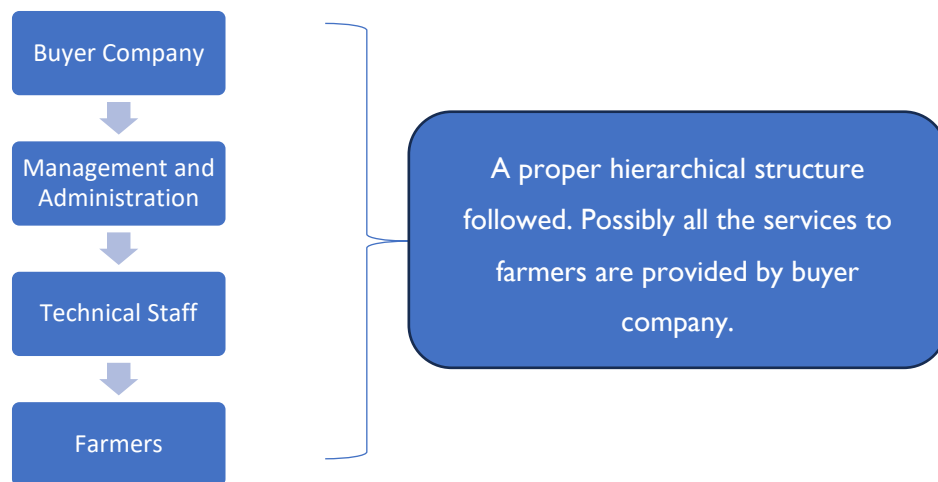 Buyer Company
Management and
Administration
Technical Staff
Farmers
A proper hierarchical structure
followed. Possibly all the services to
farmers are provided by buyer
company.